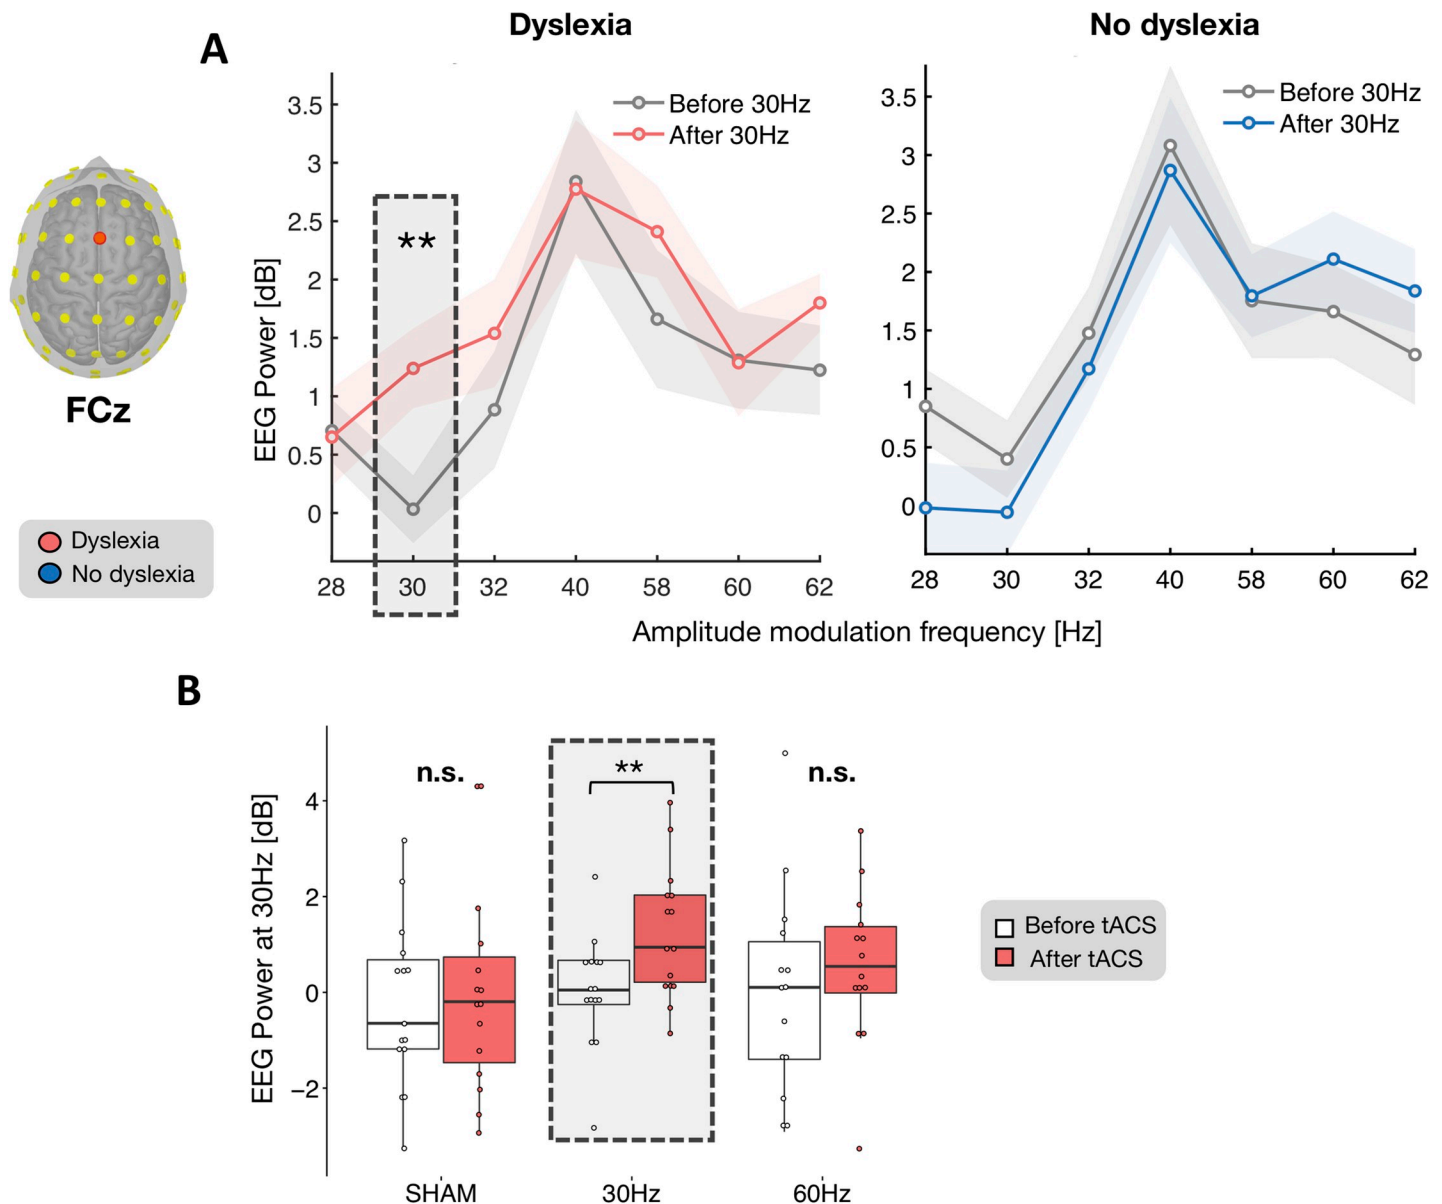 A
Dyslexia
No dyslexia
3.5
3
2.5
2
1.5
1
0.5
0
EEG Power [dB]
Before 30Hz
After 30Hz
**
28 30 32 40 58 60 62
3.5
3
2.5
2
1.5
1
0.5
0
Before 30Hz
After 30Hz
28 30 32 40 58 60 62
Amplitude modulation frequency [Hz]
FCz
Dyslexia
No dyslexia
B
EEG Power at 30Hz [dB]
4
2
0
−2
n.s.
**
n.s.
SHAM 30Hz 60Hz
Before tACS
After tACS